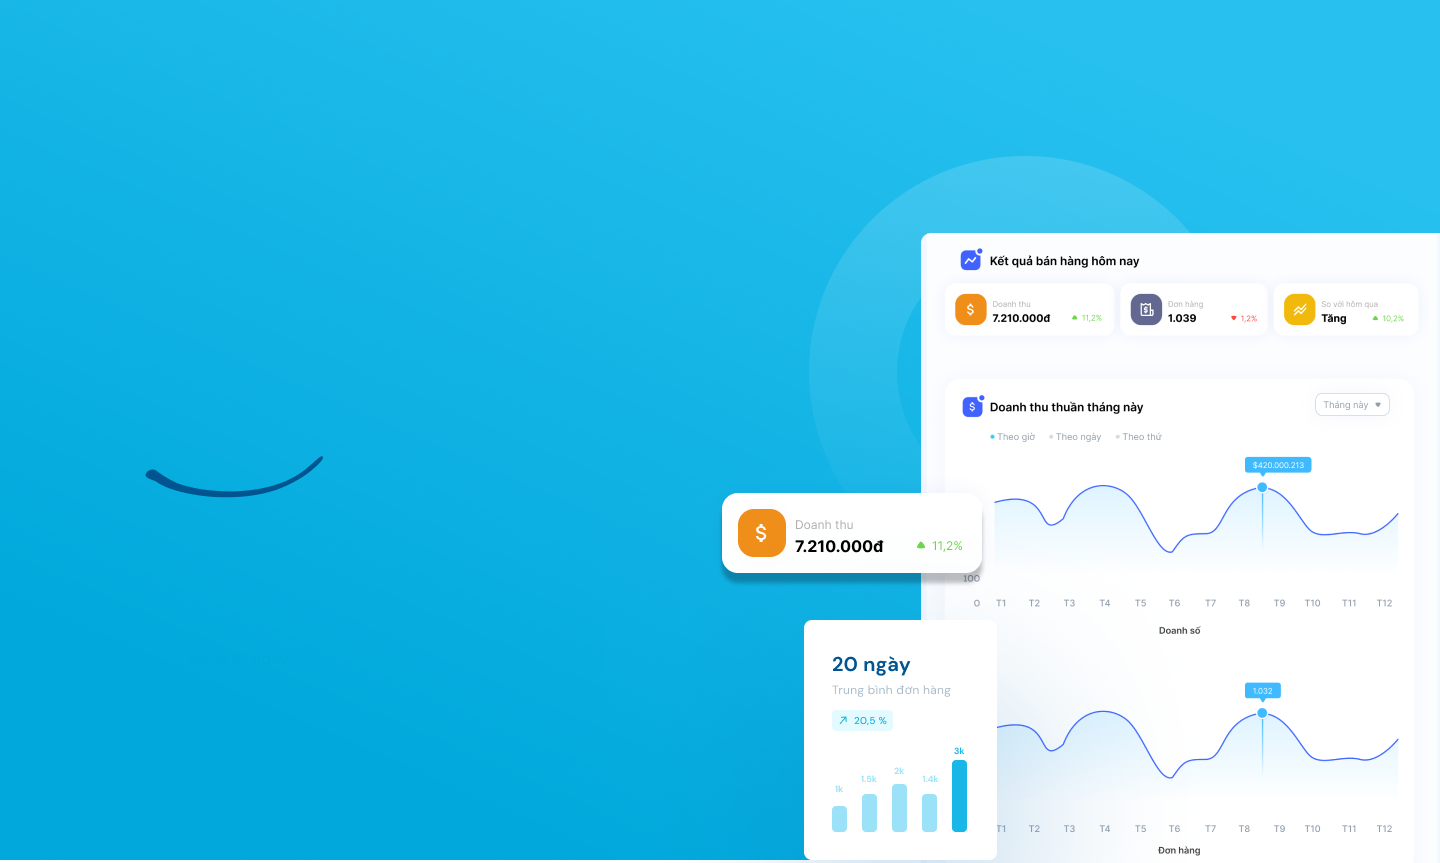 Kết quả bán hàng hôm nay
Doanh thu
7.210.000đ
11,2%
Đơn hàng
1.039
1,2%
So với hôm qua
Tăng
10,2%
Doanh thu thuần tháng này
Tháng này
Theo giờ
Theo ngày
Theo thứ
$420.000.213
Doanh thu
7.210.000đ
11,2%
100
0 T1 T2 T3 T4 T5 T6 T7 T8 T9 T10 T11 T12
Doanh số
20 ngày
Trung bình đơn hàng
20,5 %
1k 1.5k 2k 1.4k 3k
1.032
T1 T2 T3 T4 T5 T6 T7 T8 T9 T10 T11 T12
Đơn hàng